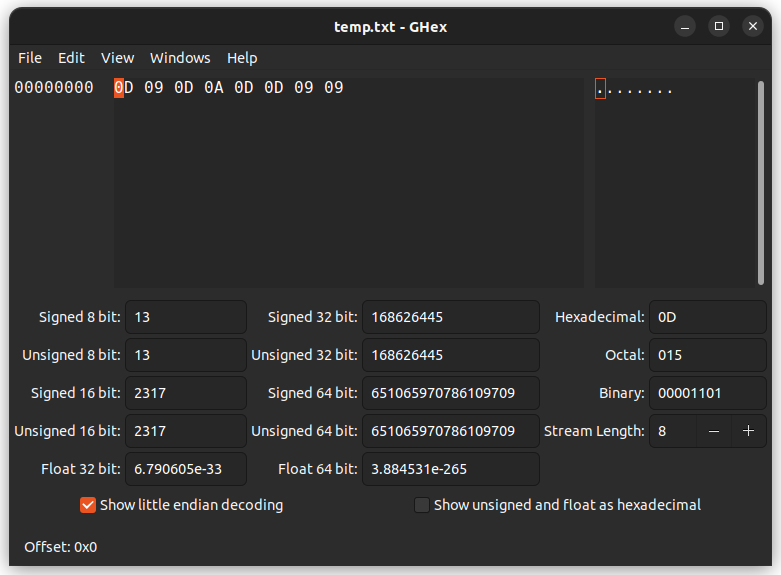 temp.txt - GHex
File Edit View Windows Help
00000000 0D 09 0D 0A 0D 0D 09 09 ........
Signed 8 bit: 13 Signed 32 bit: 168626445 Hexadecimal: 0D
Unsigned 8 bit: 13 Unsigned 32 bit: 168626445 Octal: 015
Signed 16 bit: 2317 Signed 64 bit: 651065970786109709 Binary: 00001101
Unsigned 16 bit: 2317 Unsigned 64 bit: 651065970786109709 Stream Length: 8 − +
Float 32 bit: 6.790605e-33 Float 64 bit: 3.884531e-265
Show little endian decoding Show unsigned and float as hexadecimal
Offset: 0x0